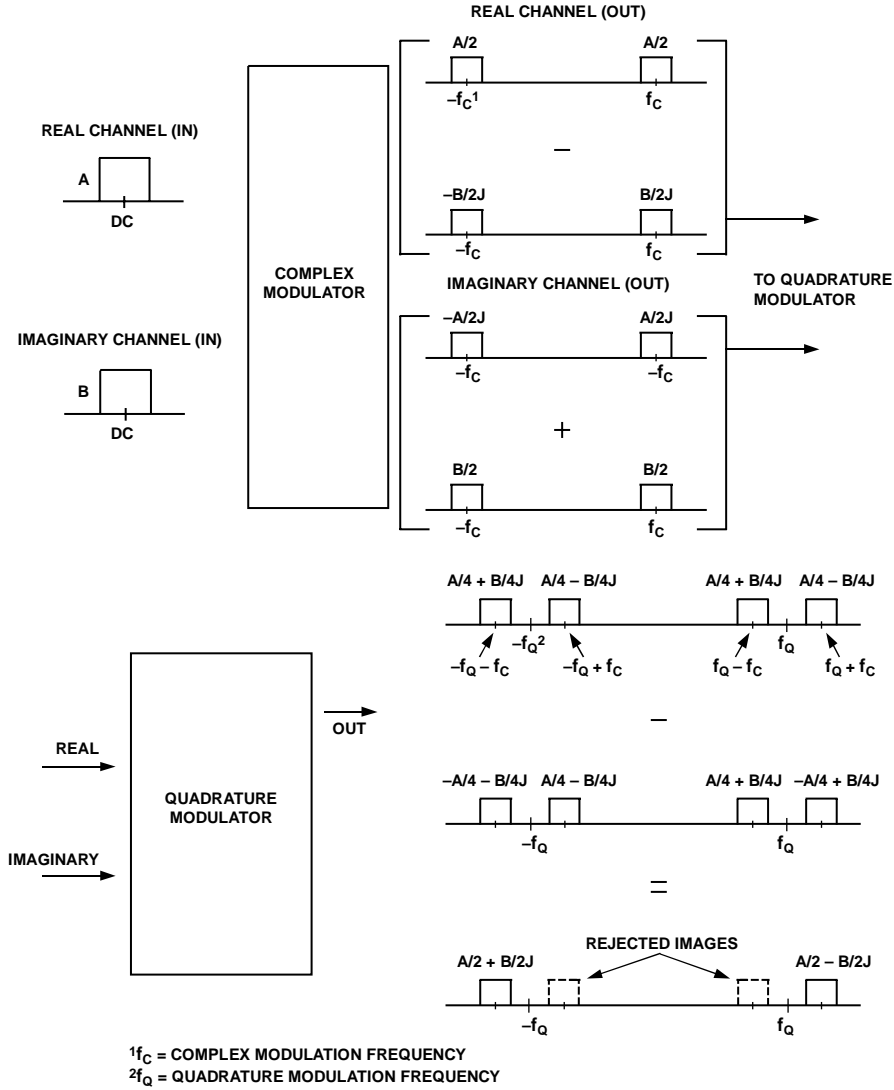 REAL CHANNEL (OUT)
A/2 A/2
–fC1 fC
REAL CHANNEL (IN)
A
DC
–
–B/2J B/2J
–fC fC
COMPLEX
MODULATOR
IMAGINARY CHANNEL (OUT)
TO QUADRATURE
MODULATOR
–A/2J A/2J
–fC –fC
IMAGINARY CHANNEL (IN)
B
DC
+
B/2 B/2
–fC fC
A/4 + B/4J A/4 – B/4J A/4 + B/4J A/4 – B/4J
–fQ2 fQ
–fQ – fC –fQ + fC fQ – fC fQ + fC
OUT
–
REAL
QUADRATURE
MODULATOR
–A/4 – B/4J A/4 – B/4J A/4 + B/4J –A/4 + B/4J
–fQ fQ
IMAGINARY
=
REJECTED IMAGES
A/2 + B/2J A/2 – B/2J
–fQ fQ
1fC = COMPLEX MODULATION FREQUENCY
2fQ = QUADRATURE MODULATION FREQUENCY